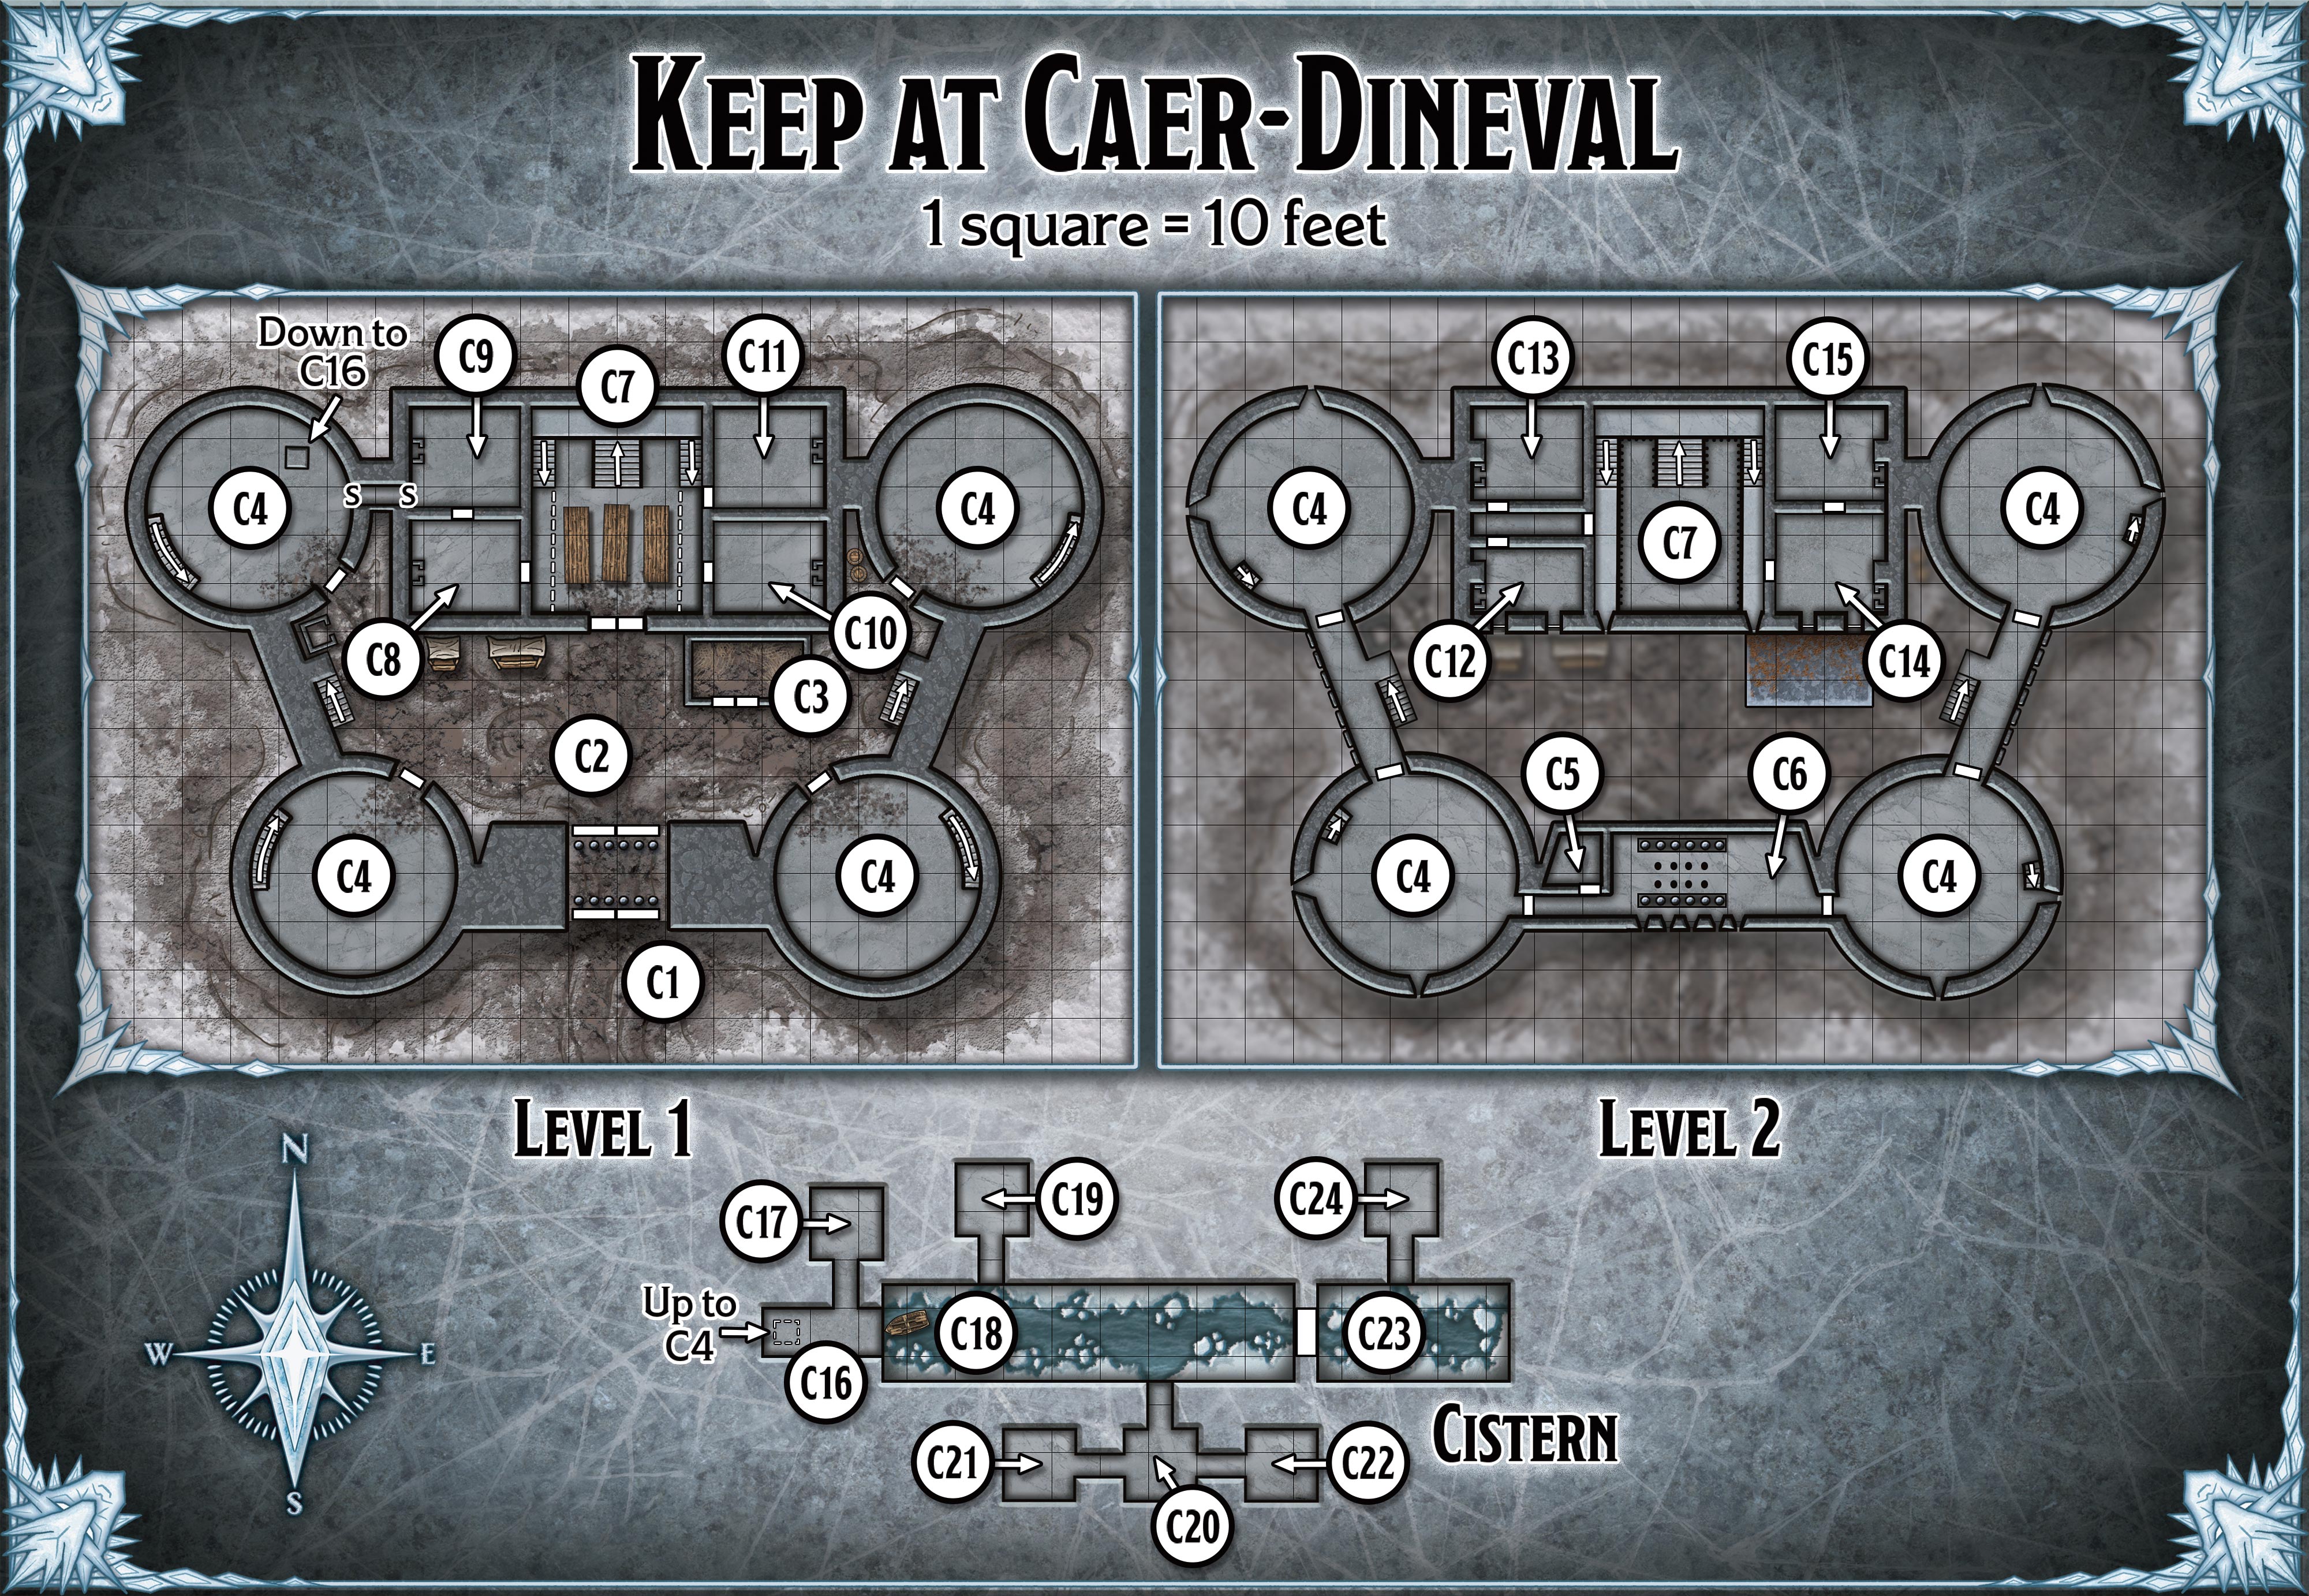 KEEP AT CAER-DINEVAL
1 square = 10 feet
Down to
C16
C9
C7
C11
C4
S S
C4
C8
C10
C3
C2
C4
C4
C1
LEVEL 1
C13
C15
C4
C7
C4
C12
C14
C5
C6
C4
C4
LEVEL 2
N
W
E
S
C17
C19
C24
Up to
C4
C18
C23
C16
CISTERN
C21
C22
C20